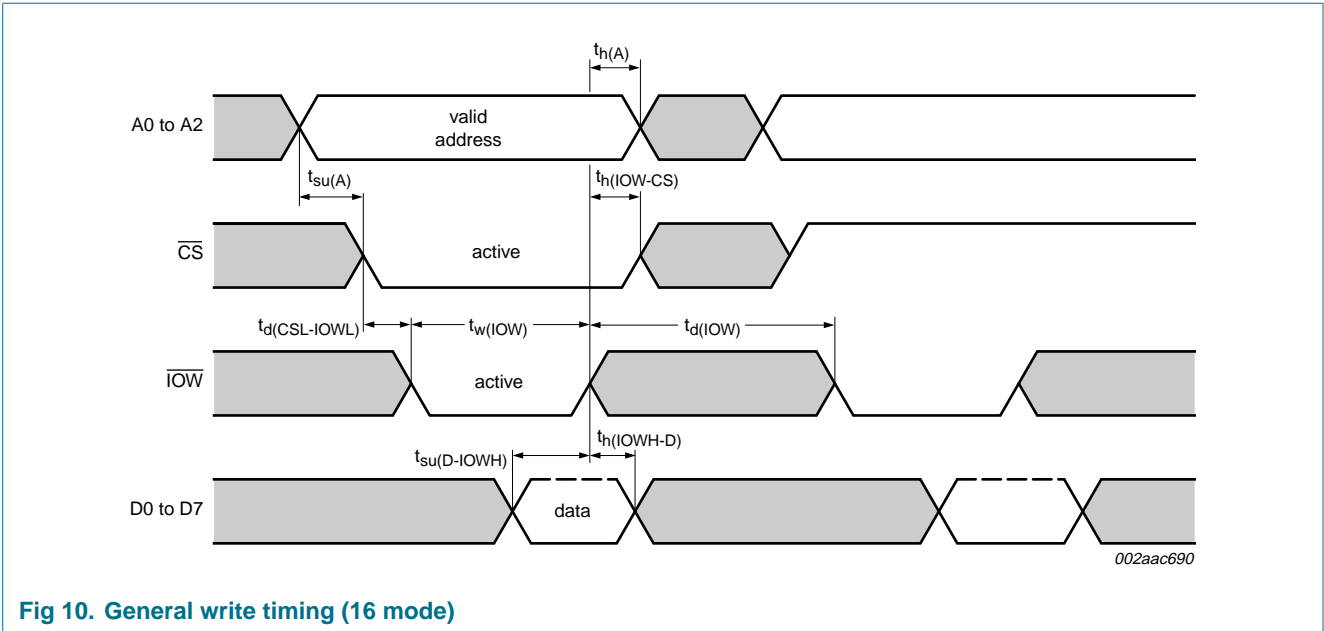 th(A)
A0 to A2
valid
address
tsu(A)
th(IOW-CS)
CS
active
td(CSL-IOWL)
tw(IOW)
td(IOW)
IOW
active
tsu(D-IOWH)
th(IOWH-D)
D0 to D7
data
002aac690
Fig 10. General write timing (16 mode)